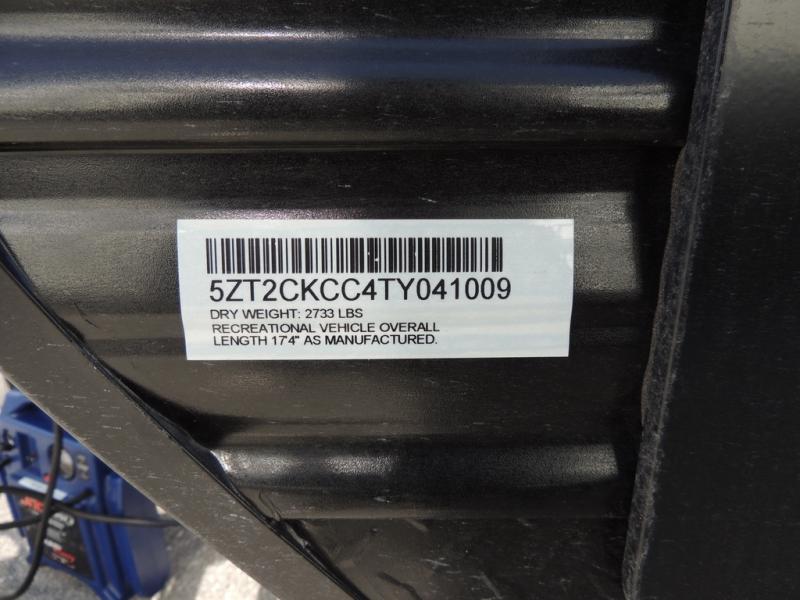 5ZT2CKCC4TY041009
DRY WEIGHT: 2733 LBS
RECREATIONAL VEHICLE OVERALL
LENGTH 17'4" AS MANUFACTURED.